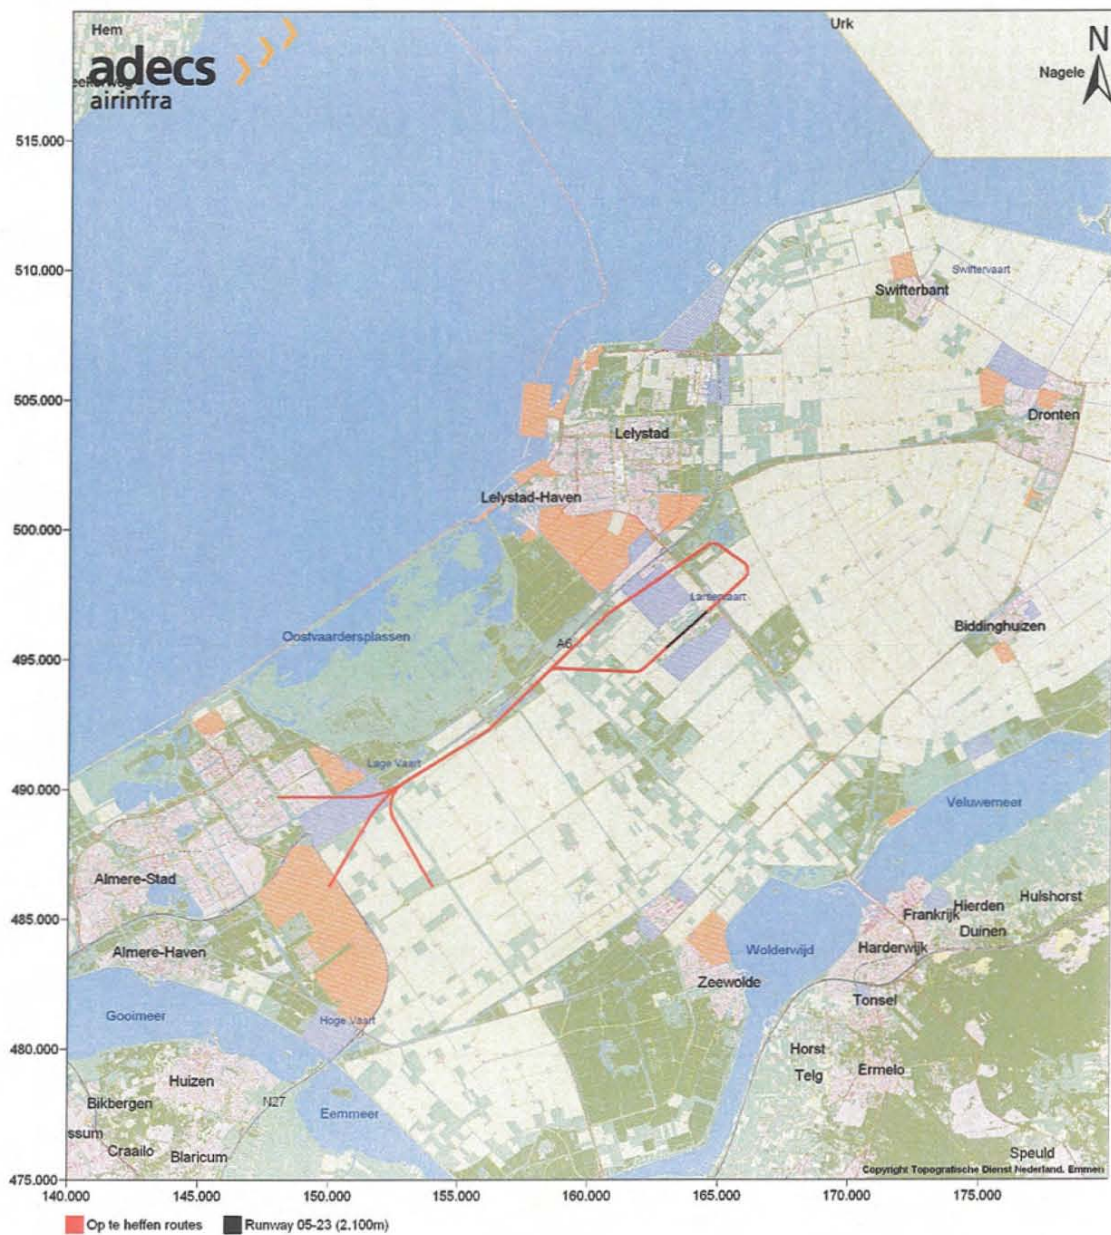 Hem
Urk
N
adecs
airinfra
Nagele
515.000
510.000
Swiftervaart
Swifterbant
505.000
Dronten
Lelystad
Lelystad-Haven
500.000
Larservaart
Biddinghuizen
Oostvaardersplassen
A6
495.000
Lage Vaart
490.000
Veluwemeer
Almere-Stad
Hulshorst
Hierden
Frankrijk
485.000
Duinen
Almere-Haven
Wolderwijd
Harderwijk
Zeewolde
Tonsel
Gooimeer
Hoge Vaart
480.000
Horst
Telg
Ermelo
Huizen
N27
Bikbergen
Eemmeer
ssum
Craailo
Blaricum
Speuld
Copyright Topografische Dienst Nederland, Emmen
475.000
140.000 145.000 150.000 155.000 160.000 165.000 170.000 175.000
Op te heffen routes Runway 05-23 (2.100m)